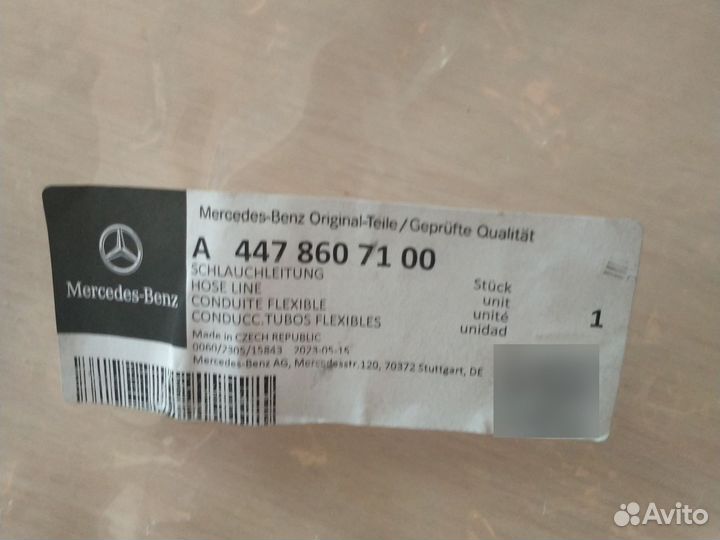 Mercedes-Benz Original-Teile/Geprüfte Qualität
A 447 860 71 00
SCHLAUCHLEITUNG
HOSE LINE
CONDUITE FLEXIBLE
CONDUCC.TUBOS FLEXIBLES
Stück
unit
unité
unidad
1
Made in CZECH REPUBLIC
0060/7305/15843 2023-05-15
Mercedes-Benz AG, Mercedesstr.120, 70372 Stuttgart, DE
Mercedes-Benz
Avito